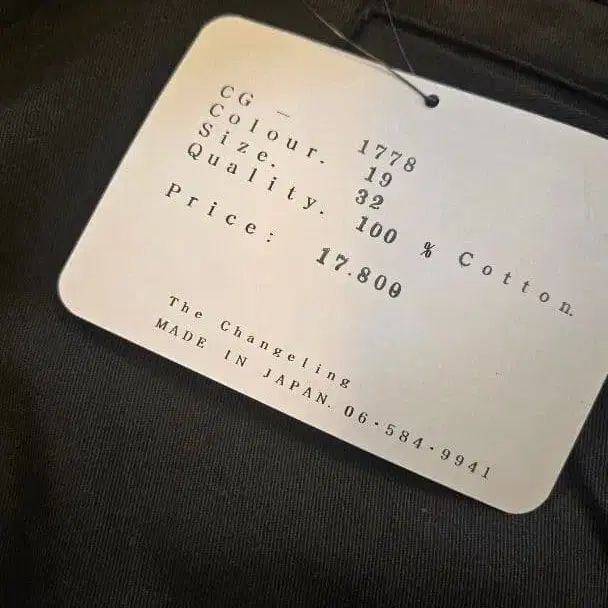 CG — 1778
Colour. 19
Size. 32
Quality. 100 % Cotton.
Price: 17.800
The Changeling
MADE IN JAPAN. 06·584·9941